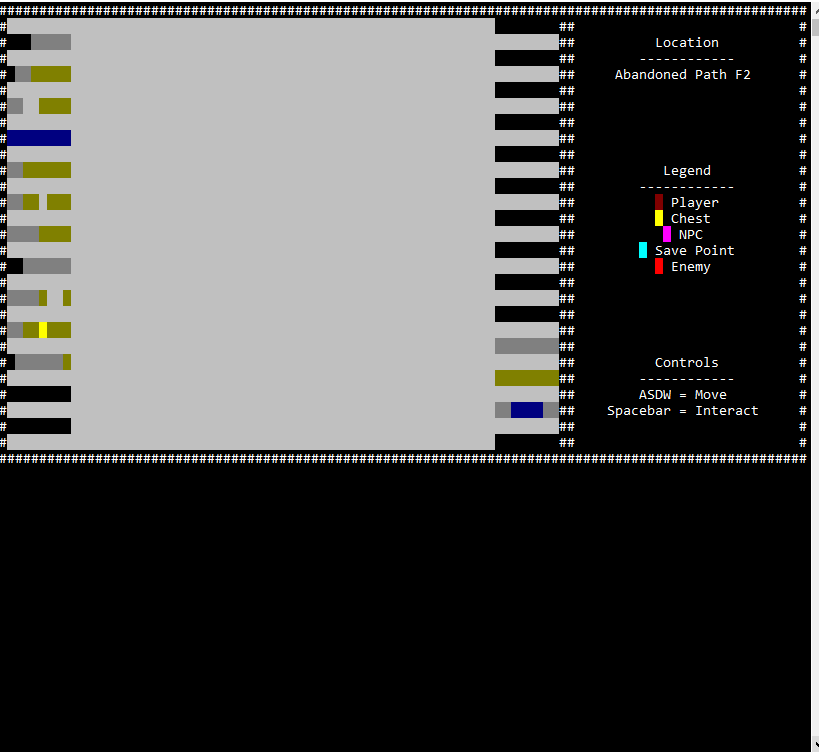 #####################################################################################################
# ## #
# ## Location #
# ## ------------ #
# ## Abandoned Path F2 #
# ## #
# ## #
# ## #
# ## #
# ## #
# ## Legend #
# ## ------------ #
# ## Player #
# ## Chest #
# ## NPC #
# ## Save Point #
# ## Enemy #
# ## #
# ## #
# ## #
# ## #
# ## #
# ## Controls #
# ## ------------ #
# ## ASDW = Move #
# ## Spacebar = Interact #
# ## #
# ## #
#####################################################################################################